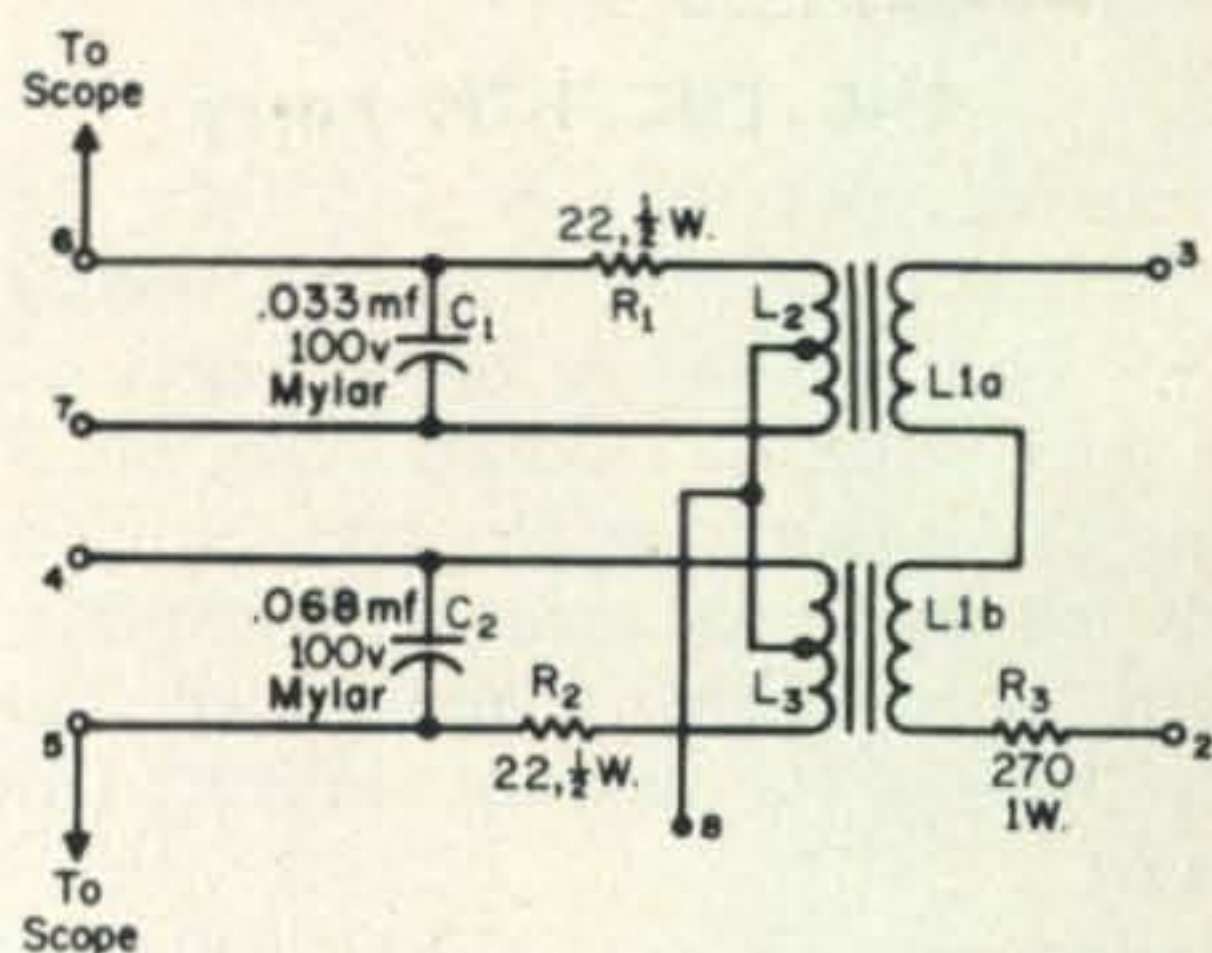 To
Scope
6
22, ½ W.
R₁
3
.033 mf
100v
Mylar
C₁
L₂
L1a
7
4
.068 mf
100v
Mylar
C₂
L₃
L1b
5
R₂
22, ½ W.
R₃
270
1W.
2
8
To
Scope